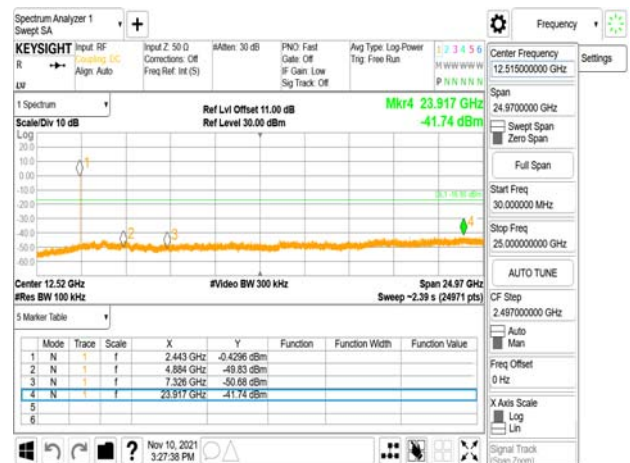 Spectrum Analyzer 1
Swept SA
Frequency
KEYSIGHT
R
Input: RF
Coupling: DC
Align: Auto
Input Z: 50 Ω
Corrections: Off
Freq Ref: Int (S)
#Atten: 30 dB
PNO: Fast
Gate: Off
IF Gain: Low
Sig Track: Off
Avg Type: Log-Power
Trig: Free Run
1 2 3 4 5 6
M W W W W W
P N N N N N
Center Frequency
12.515000000 GHz
Settings
Span
24.9700000 GHz
Swept Span
Zero Span
Full Span
Start Freq
30.000000 MHz
Stop Freq
25.000000000 GHz
AUTO TUNE
CF Step
2.497000000 GHz
Auto
Man
Freq Offset
0 Hz
X Axis Scale
Log
Lin
Signal Track
(Span Zoom)
1 Spectrum
Scale/Div 10 dB
Ref Lvl Offset 11.00 dB
Ref Level 30.00 dBm
Mkr4 23.917 GHz
-41.74 dBm
Log
20.0
10.0
0.00
-10.0
-20.0
-30.0
-40.0
-50.0
-60.0
1
2
3
4
Center 12.52 GHz
#Res BW 100 kHz
#Video BW 300 kHz
Span 24.97 GHz
Sweep ~2.39 s (24971 pts)
5 Marker Table
Mode Trace Scale X Y Function Function Width Function Value
1 N 1 f 2.443 GHz -0.4296 dBm
2 N 1 f 4.884 GHz -49.83 dBm
3 N 1 f 7.326 GHz -50.68 dBm
4 N 1 f 23.917 GHz -41.74 dBm
5
6
?
Nov 10, 2021
3:27:38 PM